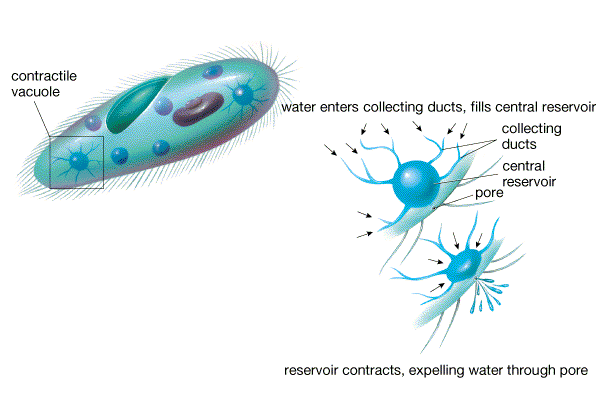 contractile
vacuole
water enters collecting ducts, fills central reservoir
collecting
ducts
central
reservoir
pore
reservoir contracts, expelling water through pore